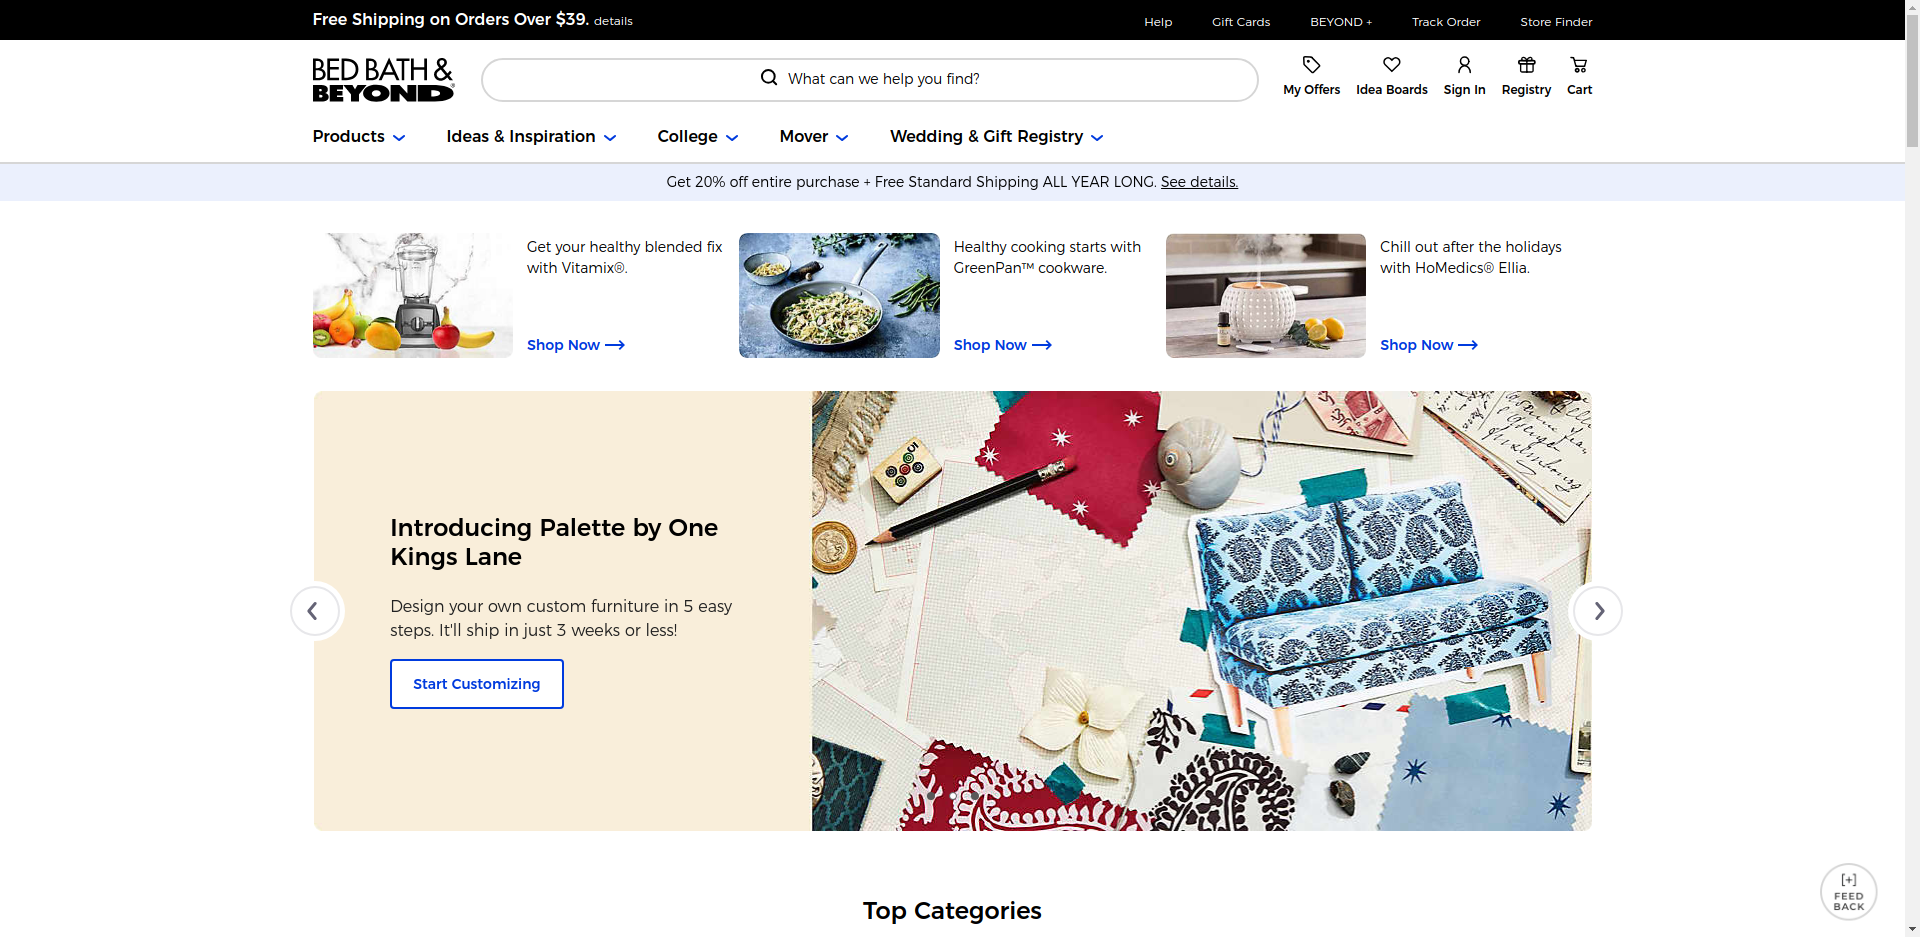 Free Shipping on Orders Over $39. details
Help
Gift Cards
BEYOND +
Track Order
Store Finder
BED BATH &
BEYOND
What can we help you find?
My Offers
Idea Boards
Sign In
Registry
Cart
Products
Ideas & Inspiration
College
Mover
Wedding & Gift Registry
Get 20% off entire purchase + Free Standard Shipping ALL YEAR LONG. See details.
Get your healthy blended fix
with Vitamix®.
Shop Now
Healthy cooking starts with
GreenPan™ cookware.
Shop Now
Chill out after the holidays
with HoMedics® Ellia.
Shop Now
Introducing Palette by One
Kings Lane
Design your own custom furniture in 5 easy
steps. It'll ship in just 3 weeks or less!
Start Customizing
Top Categories
[+]
FEED
BACK